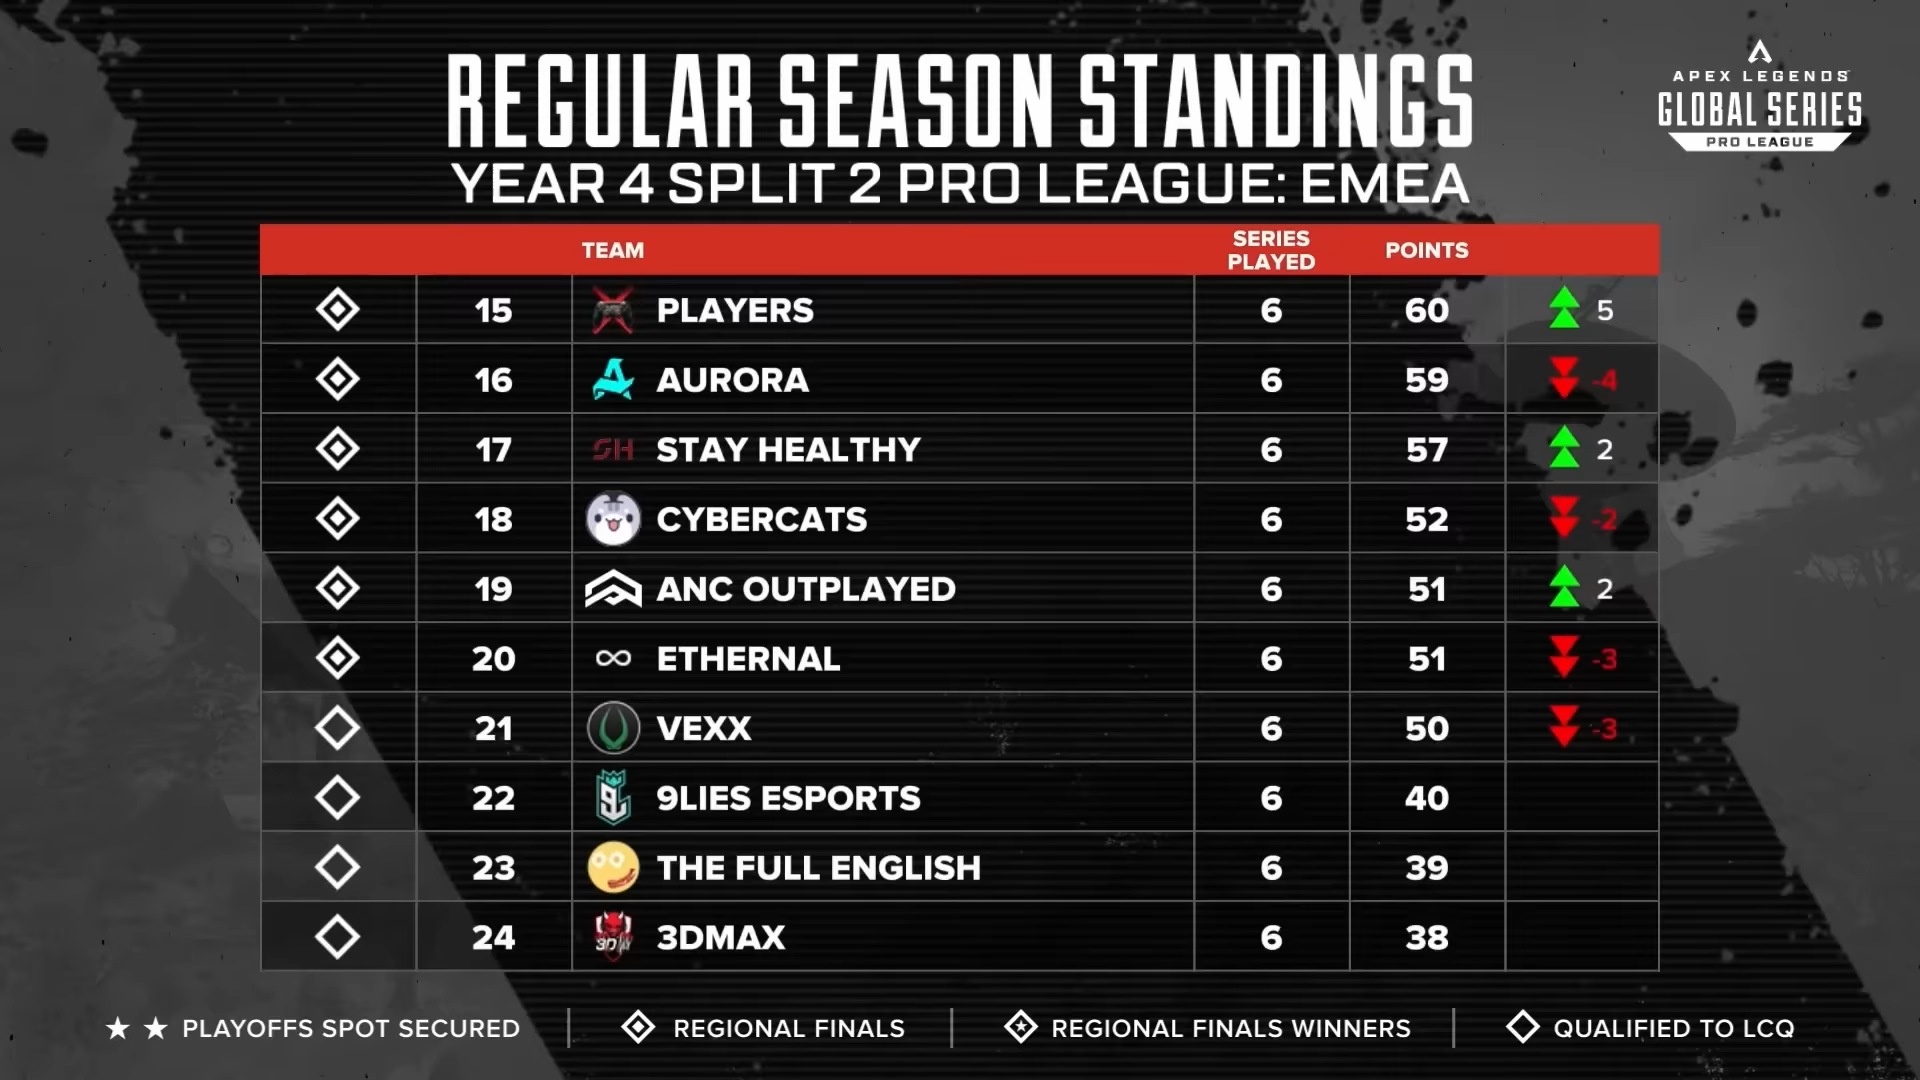 REGULAR SEASON STANDINGS
YEAR 4 SPLIT 2 PRO LEAGUE: EMEA
APEX LEGENDS
GLOBAL SERIES
PRO LEAGUE
TEAM SERIES PLAYED POINTS
15 PLAYERS 6 60 5
16 AURORA 6 59 -4
17 SH STAY HEALTHY 6 57 2
18 CYBERCATS 6 52 -2
19 ANC OUTPLAYED 6 51 2
20 ETHERNAL 6 51 -3
21 VEXX 6 50 -3
22 9LIES ESPORTS 6 40
23 THE FULL ENGLISH 6 39
24 3DMAX 6 38
PLAYOFFS SPOT SECURED | REGIONAL FINALS | REGIONAL FINALS WINNERS | QUALIFIED TO LCQ